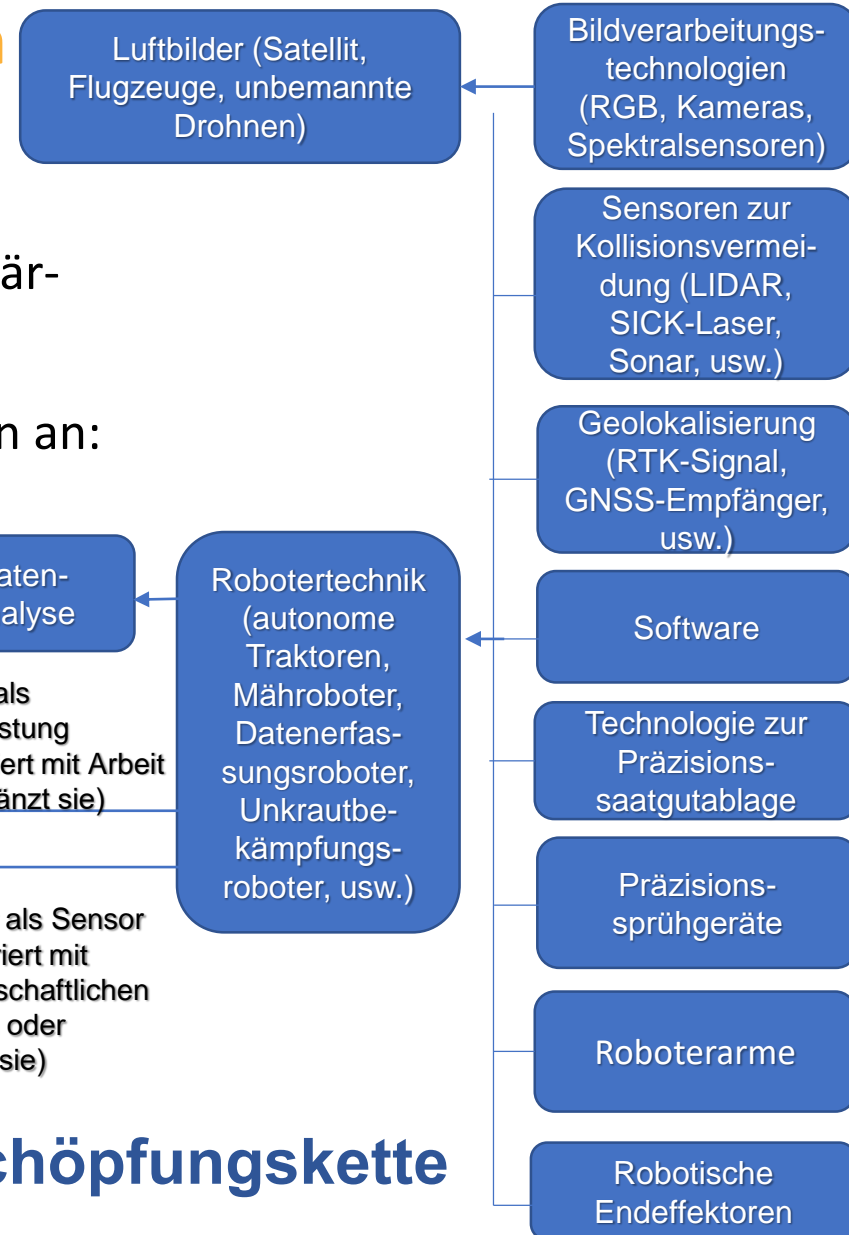 Luftbilder (Satellit,
Flugzeuge, unbemannte
Drohnen)
Bildverarbeitungs-
technologien
(RGB, Kameras,
Spektralsensoren)
Sensoren zur
Kollisionsvermei-
dung (LIDAR,
SICK-Laser,
Sonar, usw.)
är-
n an:
Geolokalisierung
(RTK-Signal,
GNSS-Empfänger,
usw.)
aten-
alyse
Robotertechnik
(autonome
Traktoren,
Mähroboter,
Datenerfas-
sungsroboter,
Unkrautbe-
kämpfungs-
roboter, usw.)
Software
als
stung
ert mit Arbeit
änzt sie)
Technologie zur
Präzisions-
saatgutablage
Präzisions-
sprühgeräte
als Sensor
iert mit
schaftlichen
oder
sie)
Roboterarme
chöpfungskette
Robotische
Endeffektoren